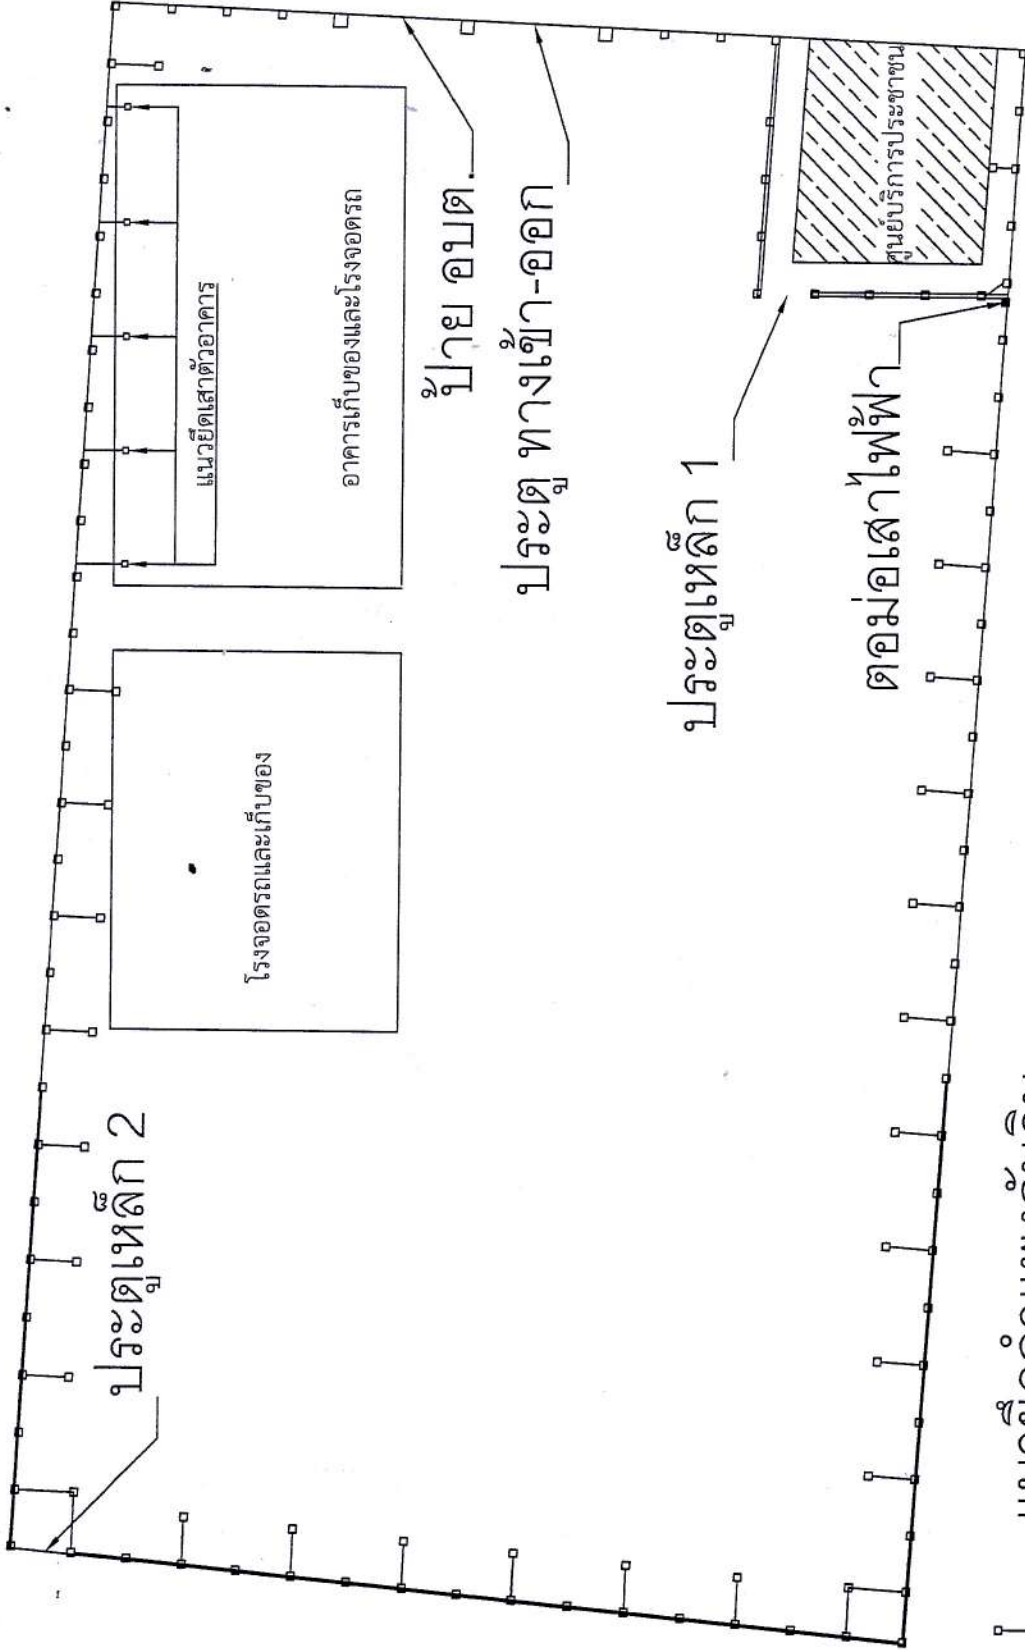 แนวยึดเสาตัวอาคาร
อาคารเก็บของและโรงจอดรถ
ป้าย อบต.
ประตู ทางเข้า-ออก
ศูนย์บริการประชาชน
ประตูเหล็ก 1
ตอม่อเสาไฟฟ้า
โรงจอดรถและเก็บของ
ประตูเหล็ก 2